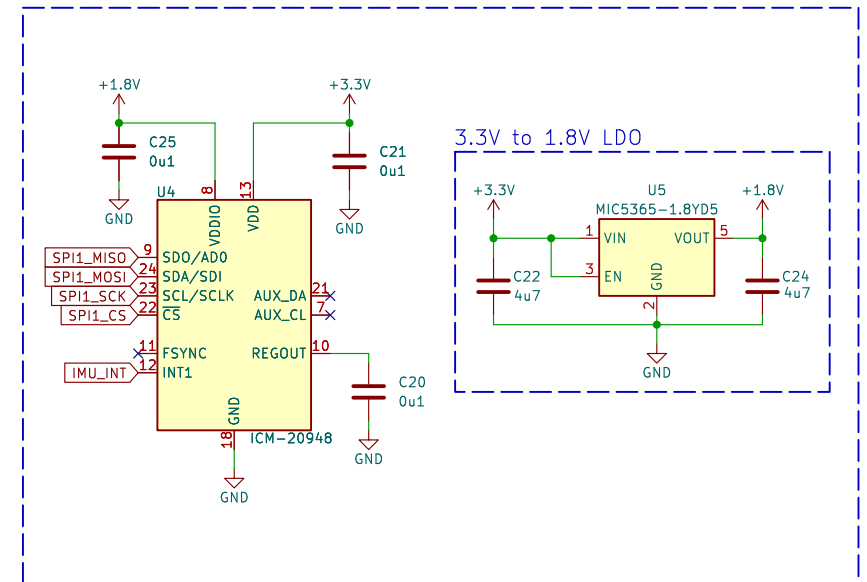 +1.8V
C25
0u1
GND
+3.3V
C21
0u1
GND
U4
8
13
VDDIO
VDD
SPI1_MISO
9
SDO/AD0
SPI1_MOSI
24
SDA/SDI
SPI1_SCK
23
SCL/SCLK
SPI1_CS
22
CS
11
FSYNC
IMU_INT
12
INT1
AUX_DA
21
AUX_CL
7
REGOUT
10
GND
18
ICM-20948
GND
C20
0u1
GND
3.3V to 1.8V LDO
+3.3V
U5
MIC5365-1.8YD5
+1.8V
1
VIN
VOUT
5
3
EN
GND
2
C22
4u7
C24
4u7
GND